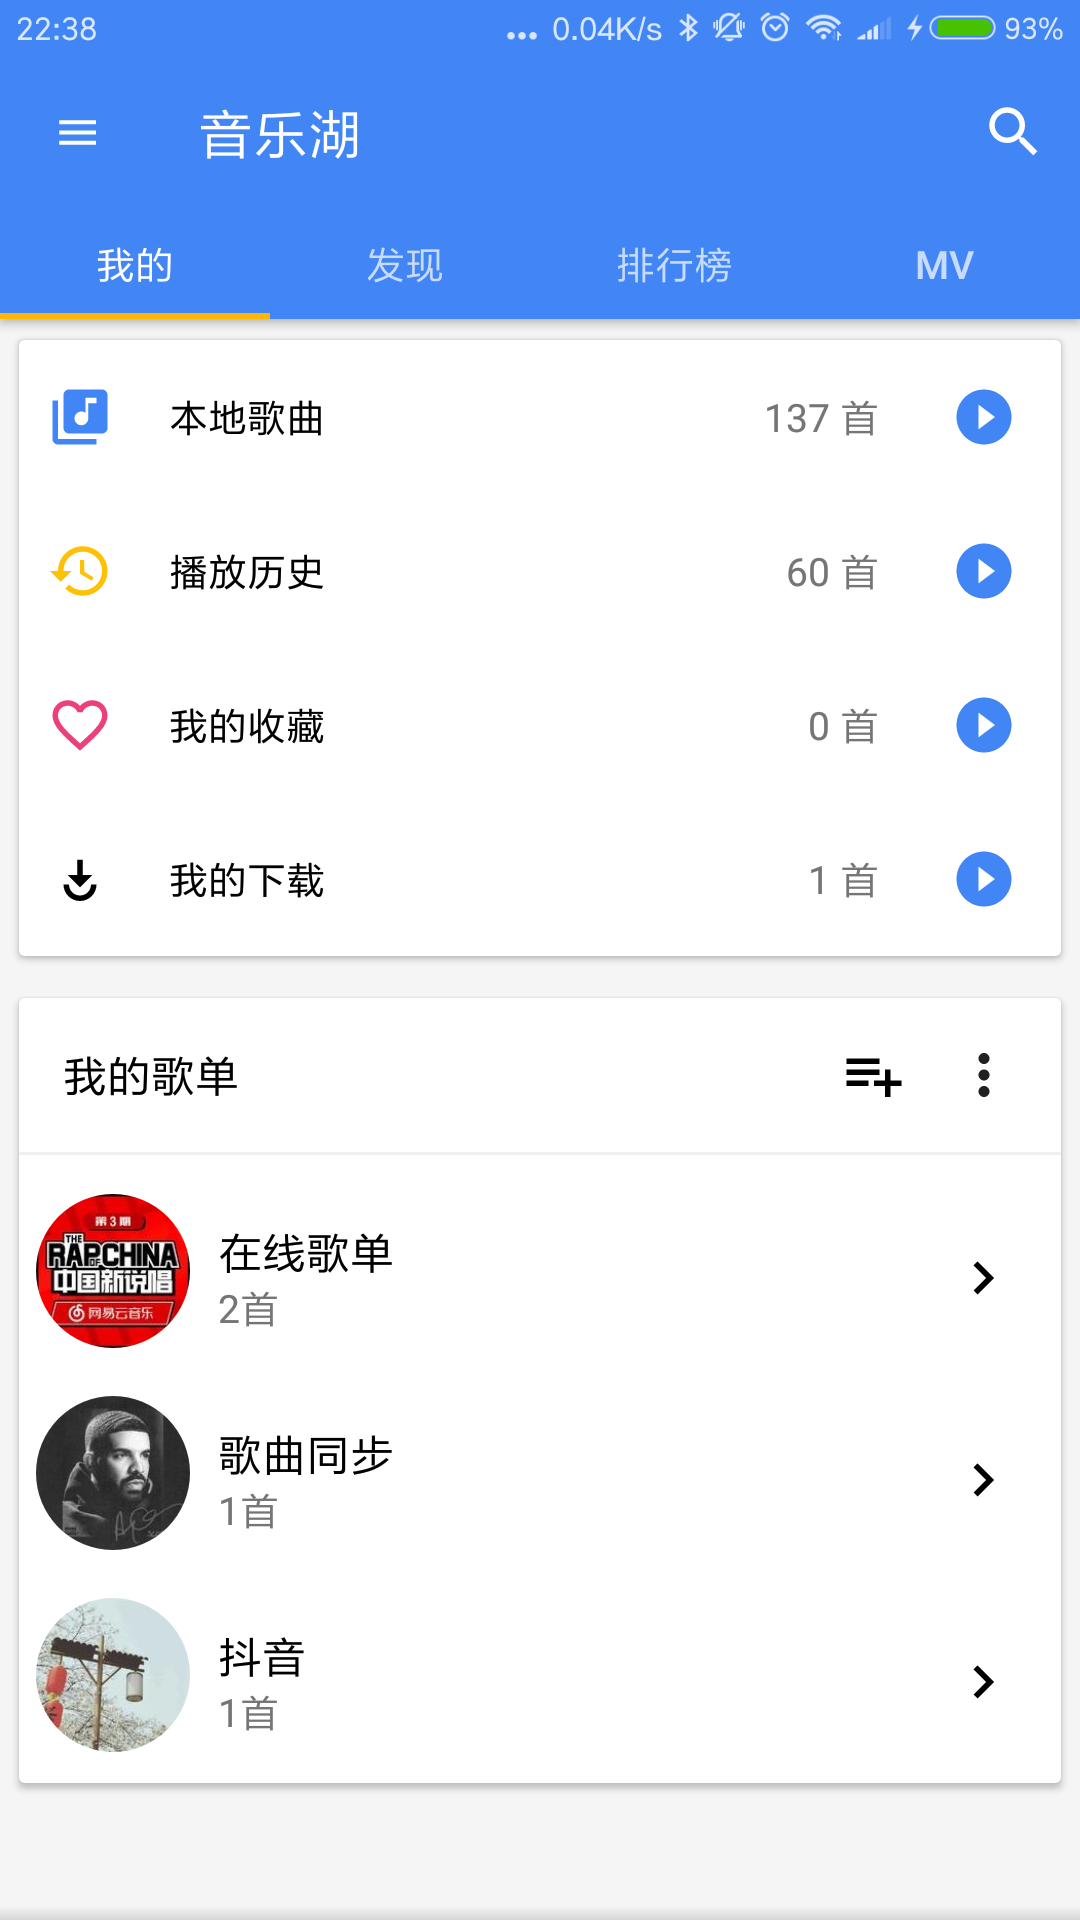 22:38
... 0.04K/s 93%
音乐湖
我的 发现 排行榜 MV
本地歌曲 137 首
播放历史 60 首
我的收藏 0 首
我的下载 1 首
我的歌单
第3期
THE
RAP OF CHINA
中国新说唱
网易云音乐
在线歌单
2首
歌曲同步
1首
抖音
1首